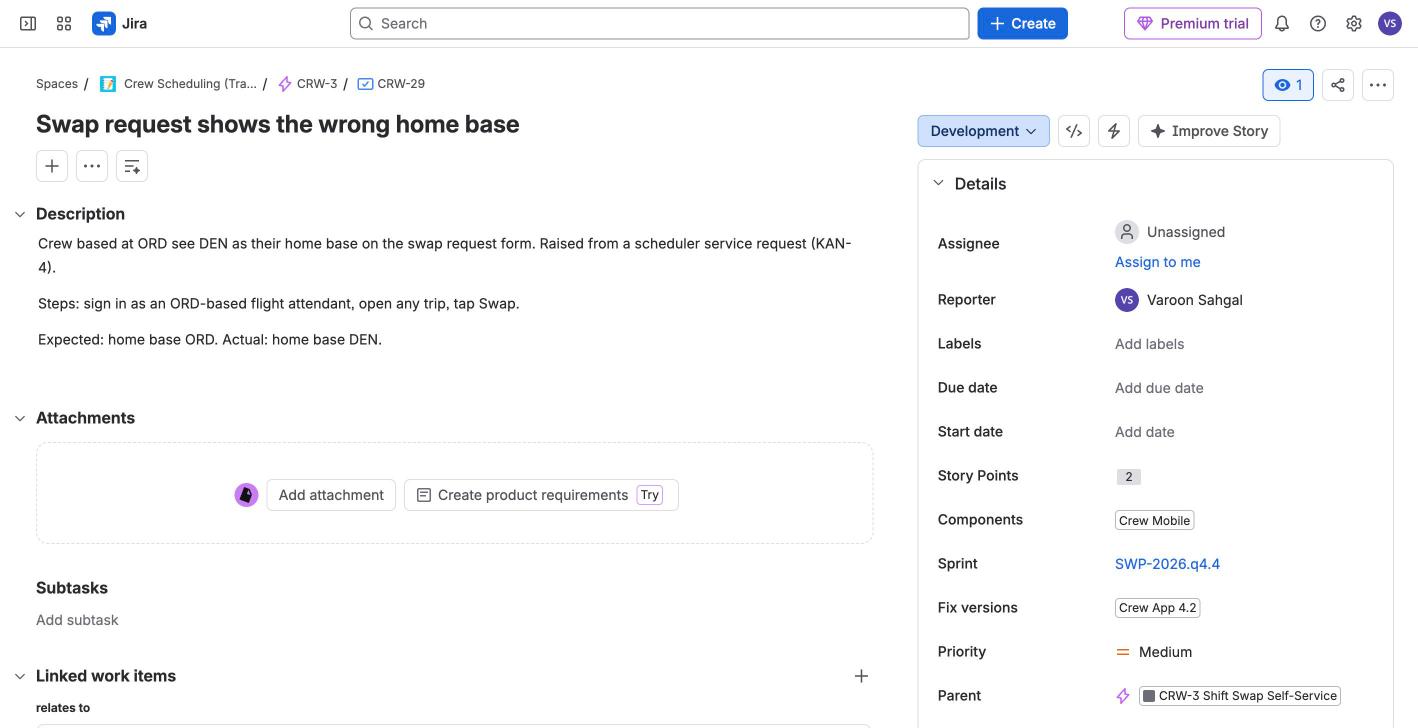 Jira
Search
Create
Premium trial
VS
Spaces / Crew Scheduling (Tra... / CRW-3 / CRW-29
1
Swap request shows the wrong home base
Development
Improve Story
Description
Crew based at ORD see DEN as their home base on the swap request form. Raised from a scheduler service request (KAN-
4).
Steps: sign in as an ORD-based flight attendant, open any trip, tap Swap.
Expected: home base ORD. Actual: home base DEN.
Attachments
Add attachment
Create product requirements Try
Subtasks
Add subtask
Linked work items
relates to
Details
Assignee
Unassigned
Assign to me
Reporter
VS Varoon Sahgal
Labels
Add labels
Due date
Add due date
Start date
Add date
Story Points
2
Components
Crew Mobile
Sprint
SWP-2026.q4.4
Fix versions
Crew App 4.2
Priority
Medium
Parent
CRW-3 Shift Swap Self-Service